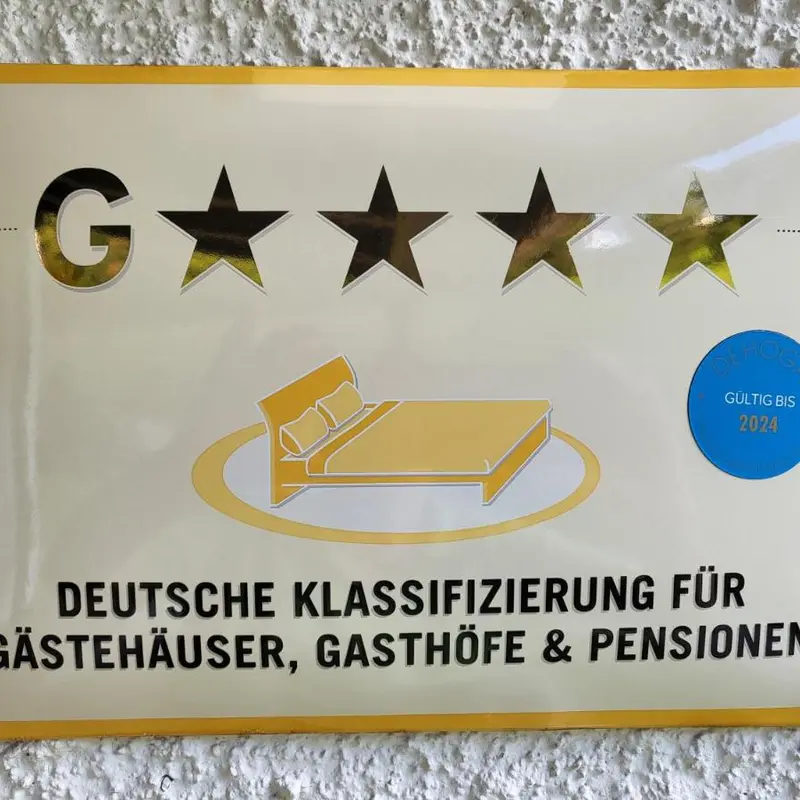 G★★★★
DEHOGA
GÜLTIG BIS
2024
DEUTSCHE KLASSIFIZIERUNG FÜR
GÄSTEHÄUSER, GASTHÖFE & PENSIONEN